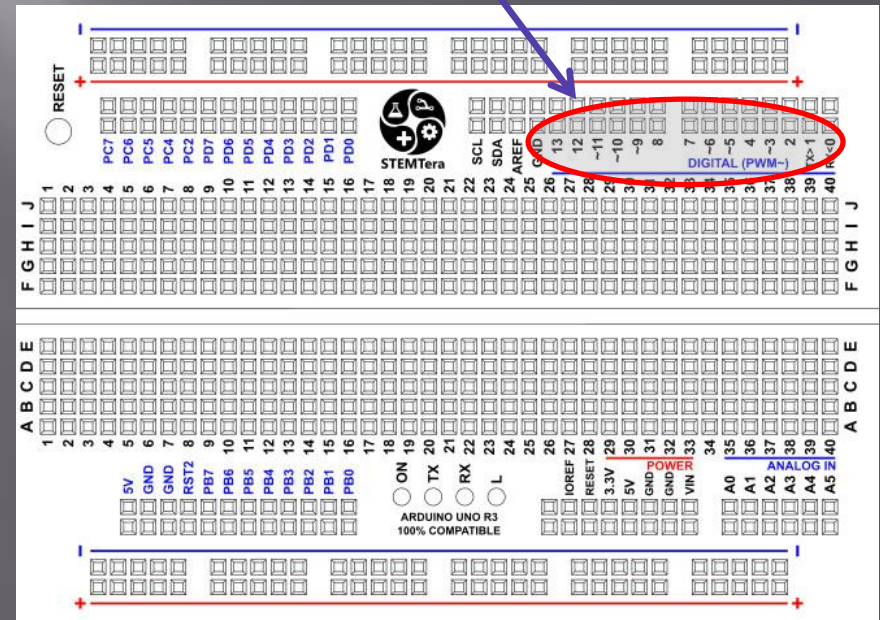 - -
+ +
RESET
PC7 PC6 PC5 PC4 PC2 PD7 PD6 PD5 PD4 PD3 PD2 PD1 PD0
STEMTera
SCL SDA AREF GND 13 12 ~11 ~10 ~9 8 7 ~6 ~5 4 ~3 2 TX>1 RX<0
DIGITAL (PWM~)
1 2 3 4 5 6 7 8 9 10 11 12 13 14 15 16 17 18 19 20 21 22 23 24 25 26 27 28 29 30 31 32 33 34 35 36 37 38 39 40
J J
I I
H H
G G
F F
E E
D D
C C
B B
A A
1 2 3 4 5 6 7 8 9 10 11 12 13 14 15 16 17 18 19 20 21 22 23 24 25 26 27 28 29 30 31 32 33 34 35 36 37 38 39 40
5V GND GND RST2 PB7 PB6 PB5 PB4 PB3 PB2 PB1 PB0
ON TX RX L
ARDUINO UNO R3
100% COMPATIBLE
POWER
IOREF RESET 3.3V 5V GND GND VIN
ANALOG IN
A0 A1 A2 A3 A4 A5
- -
+ +